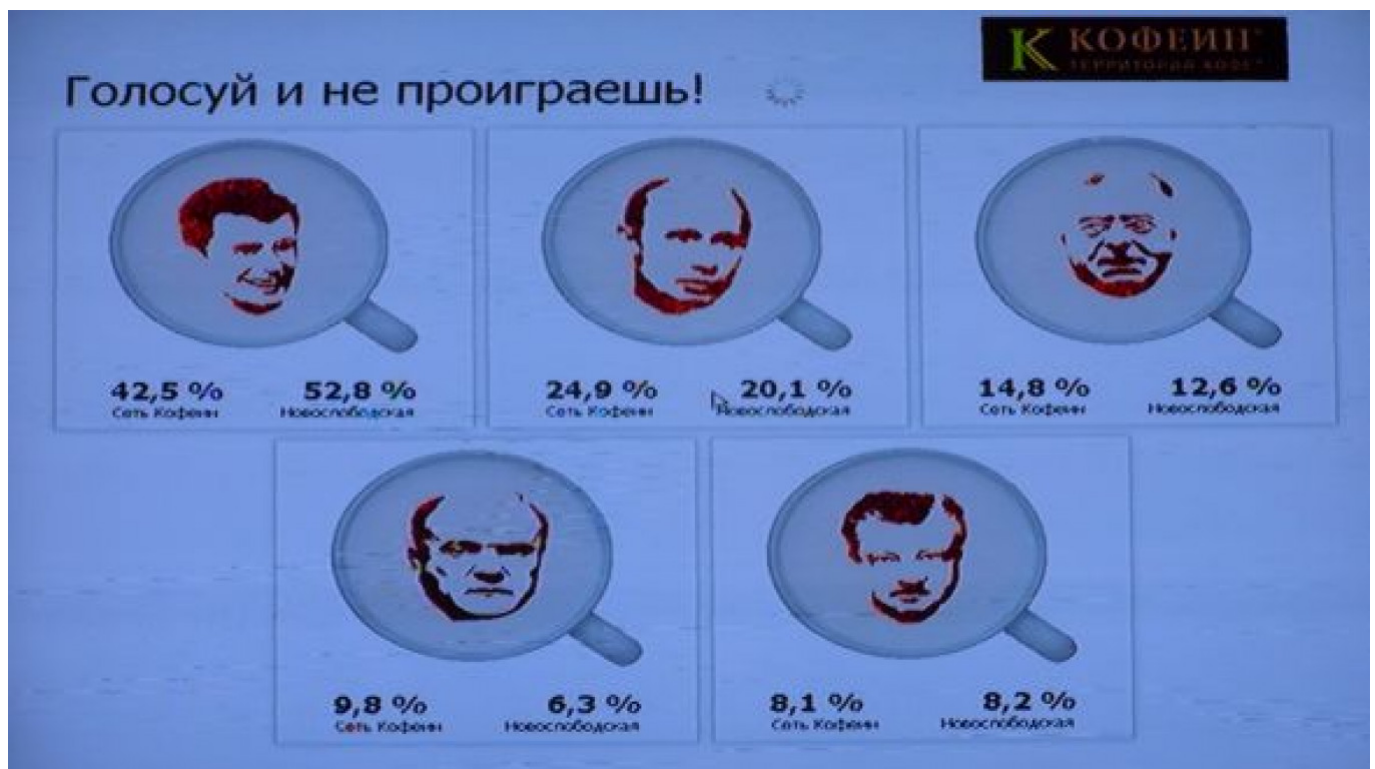 К КОФЕИН
ТЕРРИТОРИЯ КОФЕ
Голосуй и не проиграешь!
42,5 % 52,8 %
Сеть Кофеин Новослободская
24,9 % 20,1 %
Сеть Кофеин Новослободская
14,8 % 12,6 %
Сеть Кофеин Новослободская
9,8 % 6,3 %
Сеть Кофеин Новослободская
8,1 % 8,2 %
Сеть Кофеин Новослободская